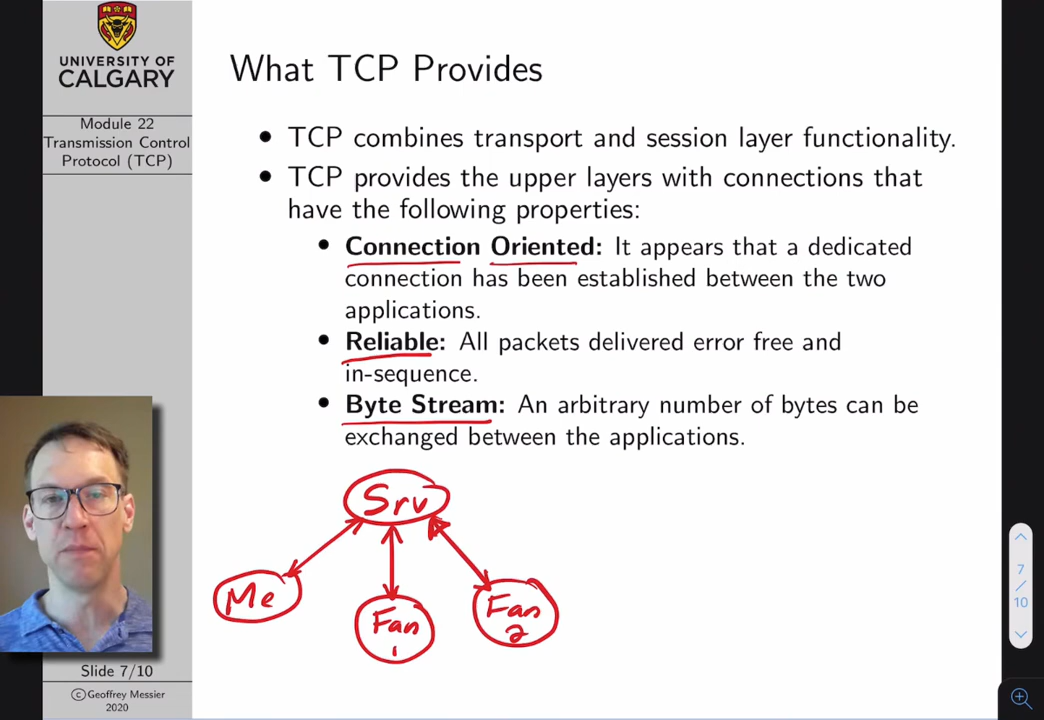 UNIVERSITY OF
CALGARY
Module 22
Transmission Control
Protocol (TCP)
What TCP Provides
• TCP combines transport and session layer functionality.
• TCP provides the upper layers with connections that
have the following properties:
• Connection Oriented: It appears that a dedicated
connection has been established between the two
applications.
• Reliable: All packets delivered error free and
in-sequence.
• Byte Stream: An arbitrary number of bytes can be
exchanged between the applications.
Srv
Me
Fan
1
Fan
2
Slide 7/10
©Geoffrey Messier
2020
7
/
10